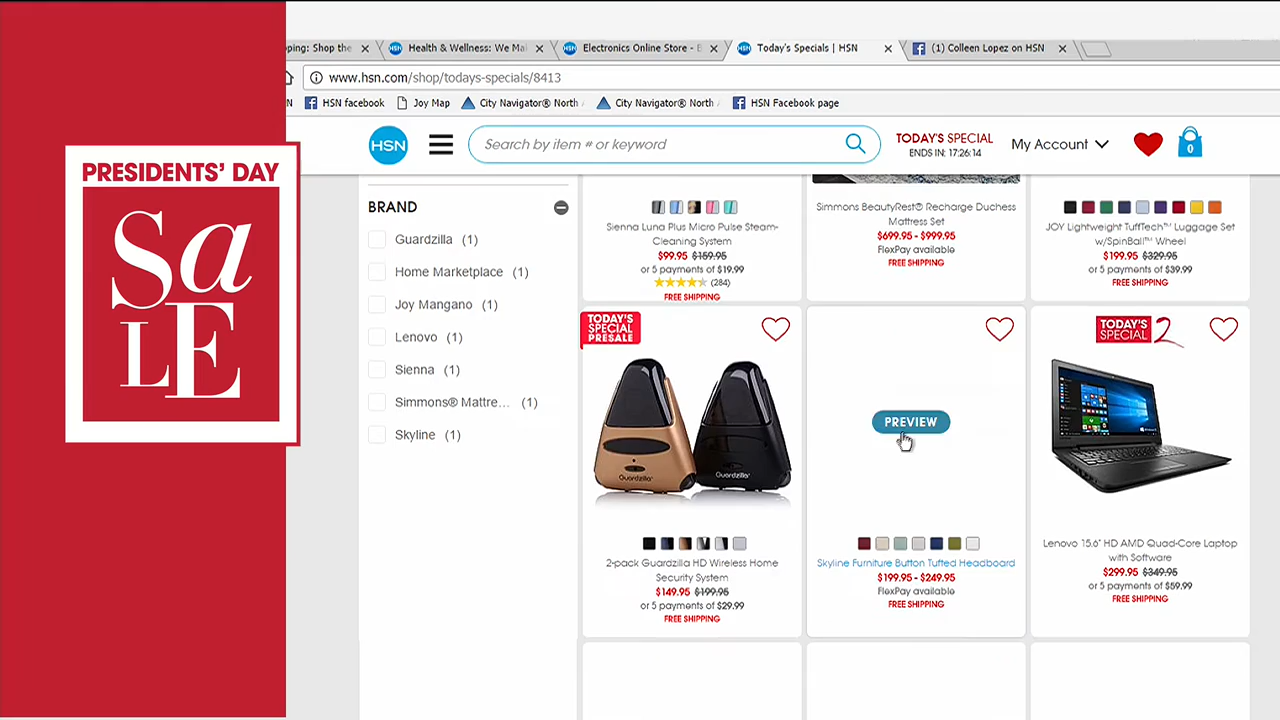 PRESIDENTS' DAY
SaLE
pping: Shop the
Health & Wellness: We Mai
Electronics Online Store - E
Today's Specials | HSN
(1) Colleen Lopez on HSN
www.hsn.com/shop/todays-specials/8413
N
HSN facebook
Joy Map
City Navigator® North
City Navigator® North
HSN Facebook page
HSN
Search by item # or keyword
TODAY'S SPECIAL
ENDS IN: 17:26:14
My Account
0
BRAND
Guardzilla (1)
Home Marketplace (1)
Joy Mangano (1)
Lenovo (1)
Sienna (1)
Simmons® Mattre... (1)
Skyline (1)
Sienna Luna Plus Micro Pulse Steam-
Cleaning System
$99.95 $159.95
or 5 payments of $19.99
(284)
FREE SHIPPING
Simmons BeautyRest® Recharge Duchess
Mattress Set
$699.95 - $999.95
FlexPay available
FREE SHIPPING
JOY Lightweight TuffTech™ Luggage Set
w/SpinBall™ Wheel
$199.95 $329.95
or 5 payments of $39.99
FREE SHIPPING
TODAY'S
SPECIAL
PRESALE
Guardzilla
Guardzilla
2-pack Guardzilla HD Wireless Home
Security System
$149.95 $199.95
or 5 payments of $29.99
FREE SHIPPING
PREVIEW
Skyline Furniture Button Tufted Headboard
$199.95 - $249.95
FlexPay available
FREE SHIPPING
TODAY'S
SPECIAL 2
Lenovo 15.6" HD AMD Quad-Core Laptop
with Software
$299.95 $349.95
or 5 payments of $59.99
FREE SHIPPING